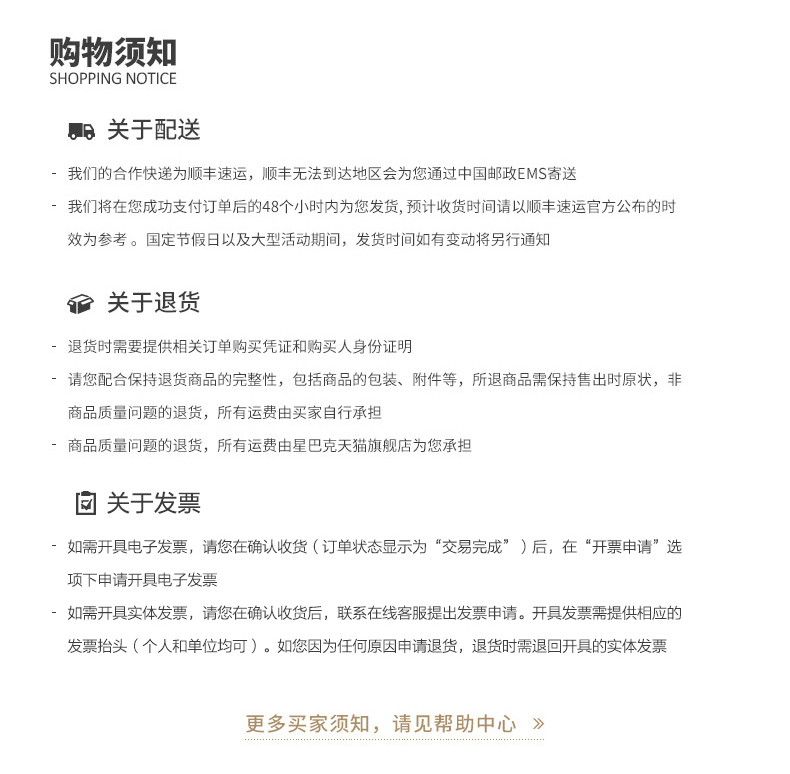 购物须知
SHOPPING NOTICE
关于配送
- 我们的合作快递为顺丰速运，顺丰无法到达地区会为您通过中国邮政EMS寄送
- 我们将在您成功支付订单后的48个小时内为您发货, 预计收货时间请以顺丰速运官方公布的时
效为参考 。国定节假日以及大型活动期间，发货时间如有变动将另行通知
关于退货
- 退货时需要提供相关订单购买凭证和购买人身份证明
- 请您配合保持退货商品的完整性，包括商品的包装、附件等，所退商品需保持售出时原状，非
商品质量问题的退货，所有运费由买家自行承担
- 商品质量问题的退货，所有运费由星巴克天猫旗舰店为您承担
关于发票
- 如需开具电子发票，请您在确认收货（订单状态显示为“交易完成”）后，在“开票申请”选
项下申请开具电子发票
- 如需开具实体发票，请您在确认收货后，联系在线客服提出发票申请。开具发票需提供相应的
发票抬头（个人和单位均可）。如您因为任何原因申请退货，退货时需退回开具的实体发票
更多买家须知，请见帮助中心 »